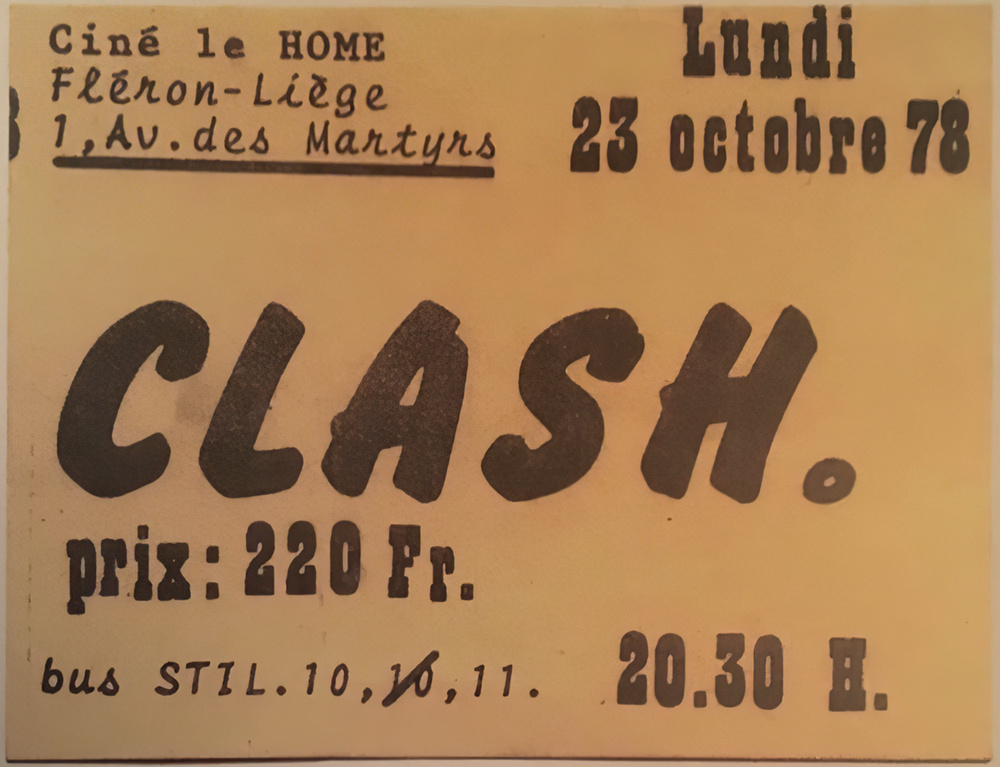 Ciné le HOME
Fléron-Liège
1,Av.des Martyrs
Lundi
23 octobre 78
CLASH.
prix: 220 Fr.
bus STIL.10,10,11.
20.30 H.